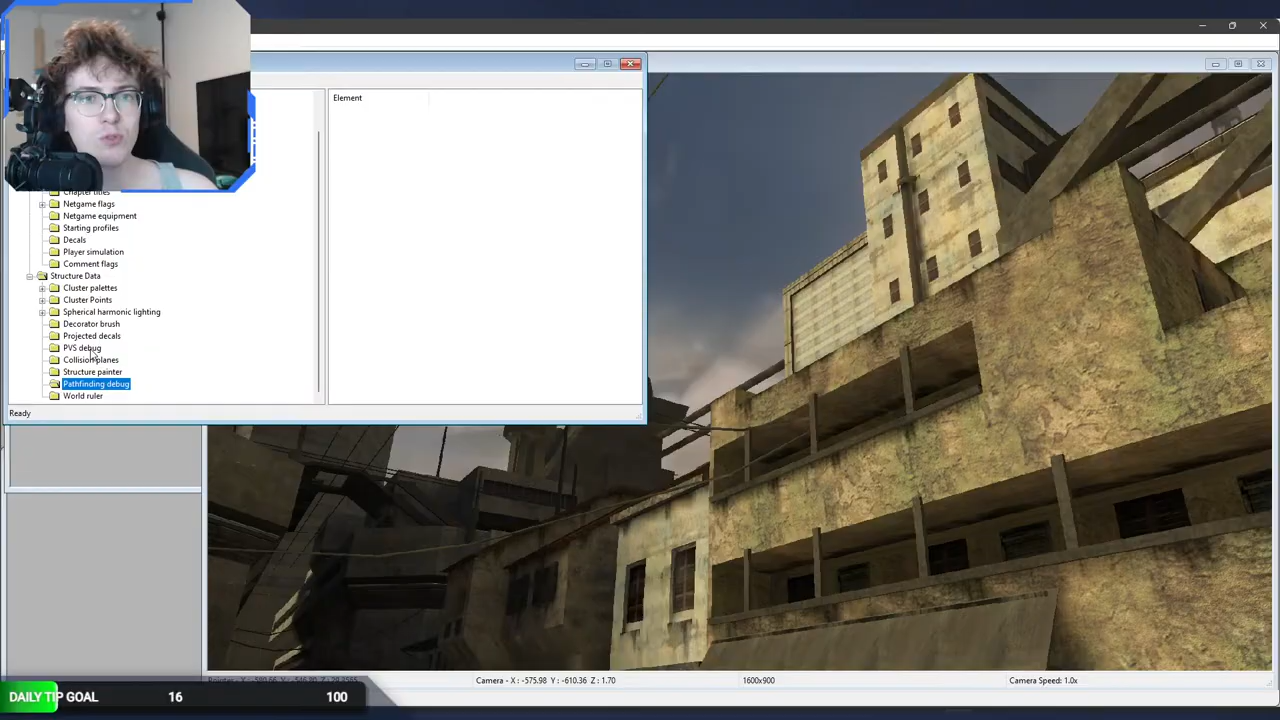 Element
Chapter titles
Netgame flags
Netgame equipment
Starting profiles
Decals
Player simulation
Comment flags
Structure Data
Cluster palettes
Cluster Points
Spherical harmonic lighting
Decorator brush
Projected decals
PVS debug
Collision planes
Structure painter
Pathfinding debug
World ruler
Ready
Camera - X : -575.98 Y : -610.36 Z : 1.70
1600x900
Camera Speed: 1.0x
DAILY TIP GOAL 16 100